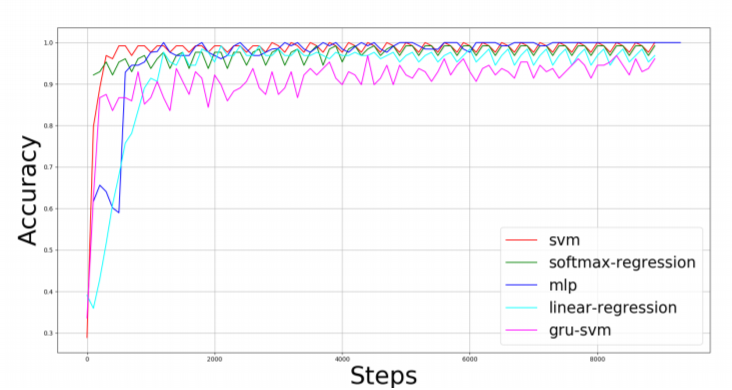 1.0
0.9
0.8
0.7
0.6
0.5
0.4
0.3
Accuracy
svm
softmax-regression
mlp
linear-regression
gru-svm
0
2000
4000
6000
8000
Steps